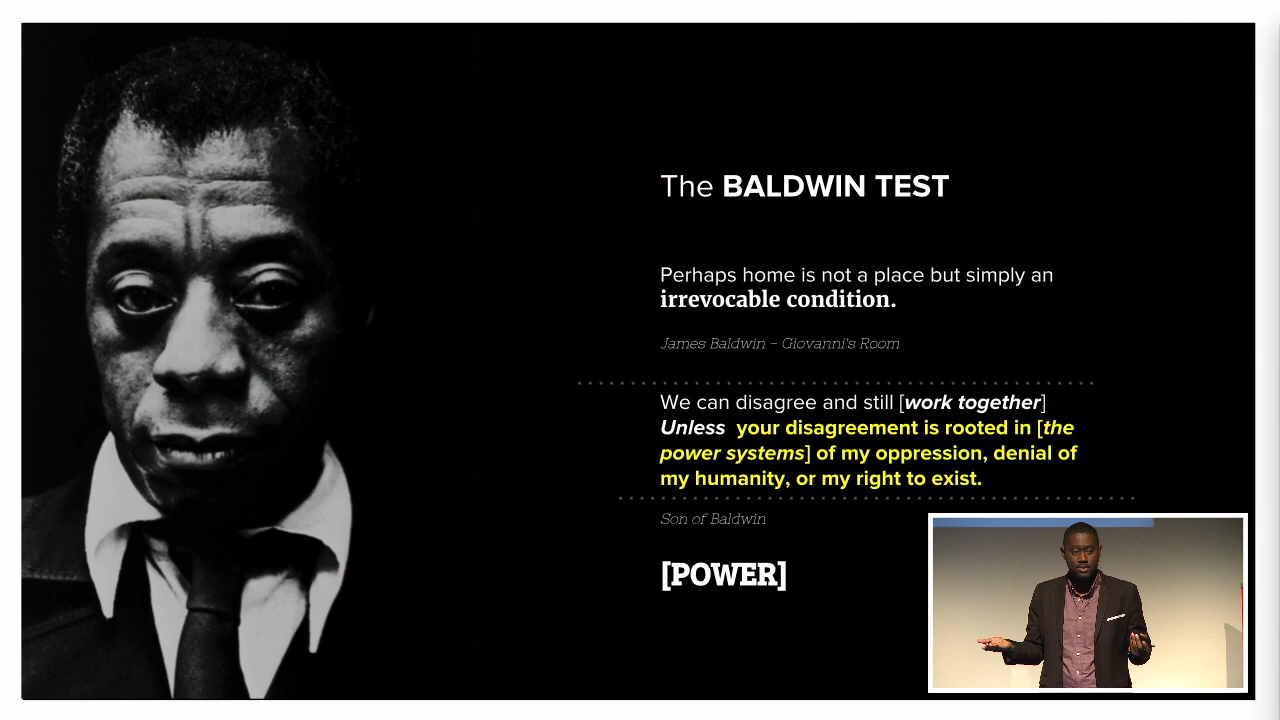 The BALDWIN TEST
Perhaps home is not a place but simply an
irrevocable condition.
James Baldwin – Giovanni's Room
We can disagree and still [work together]
Unless your disagreement is rooted in [the
power systems] of my oppression, denial of
my humanity, or my right to exist.
Son of Baldwin
[POWER]